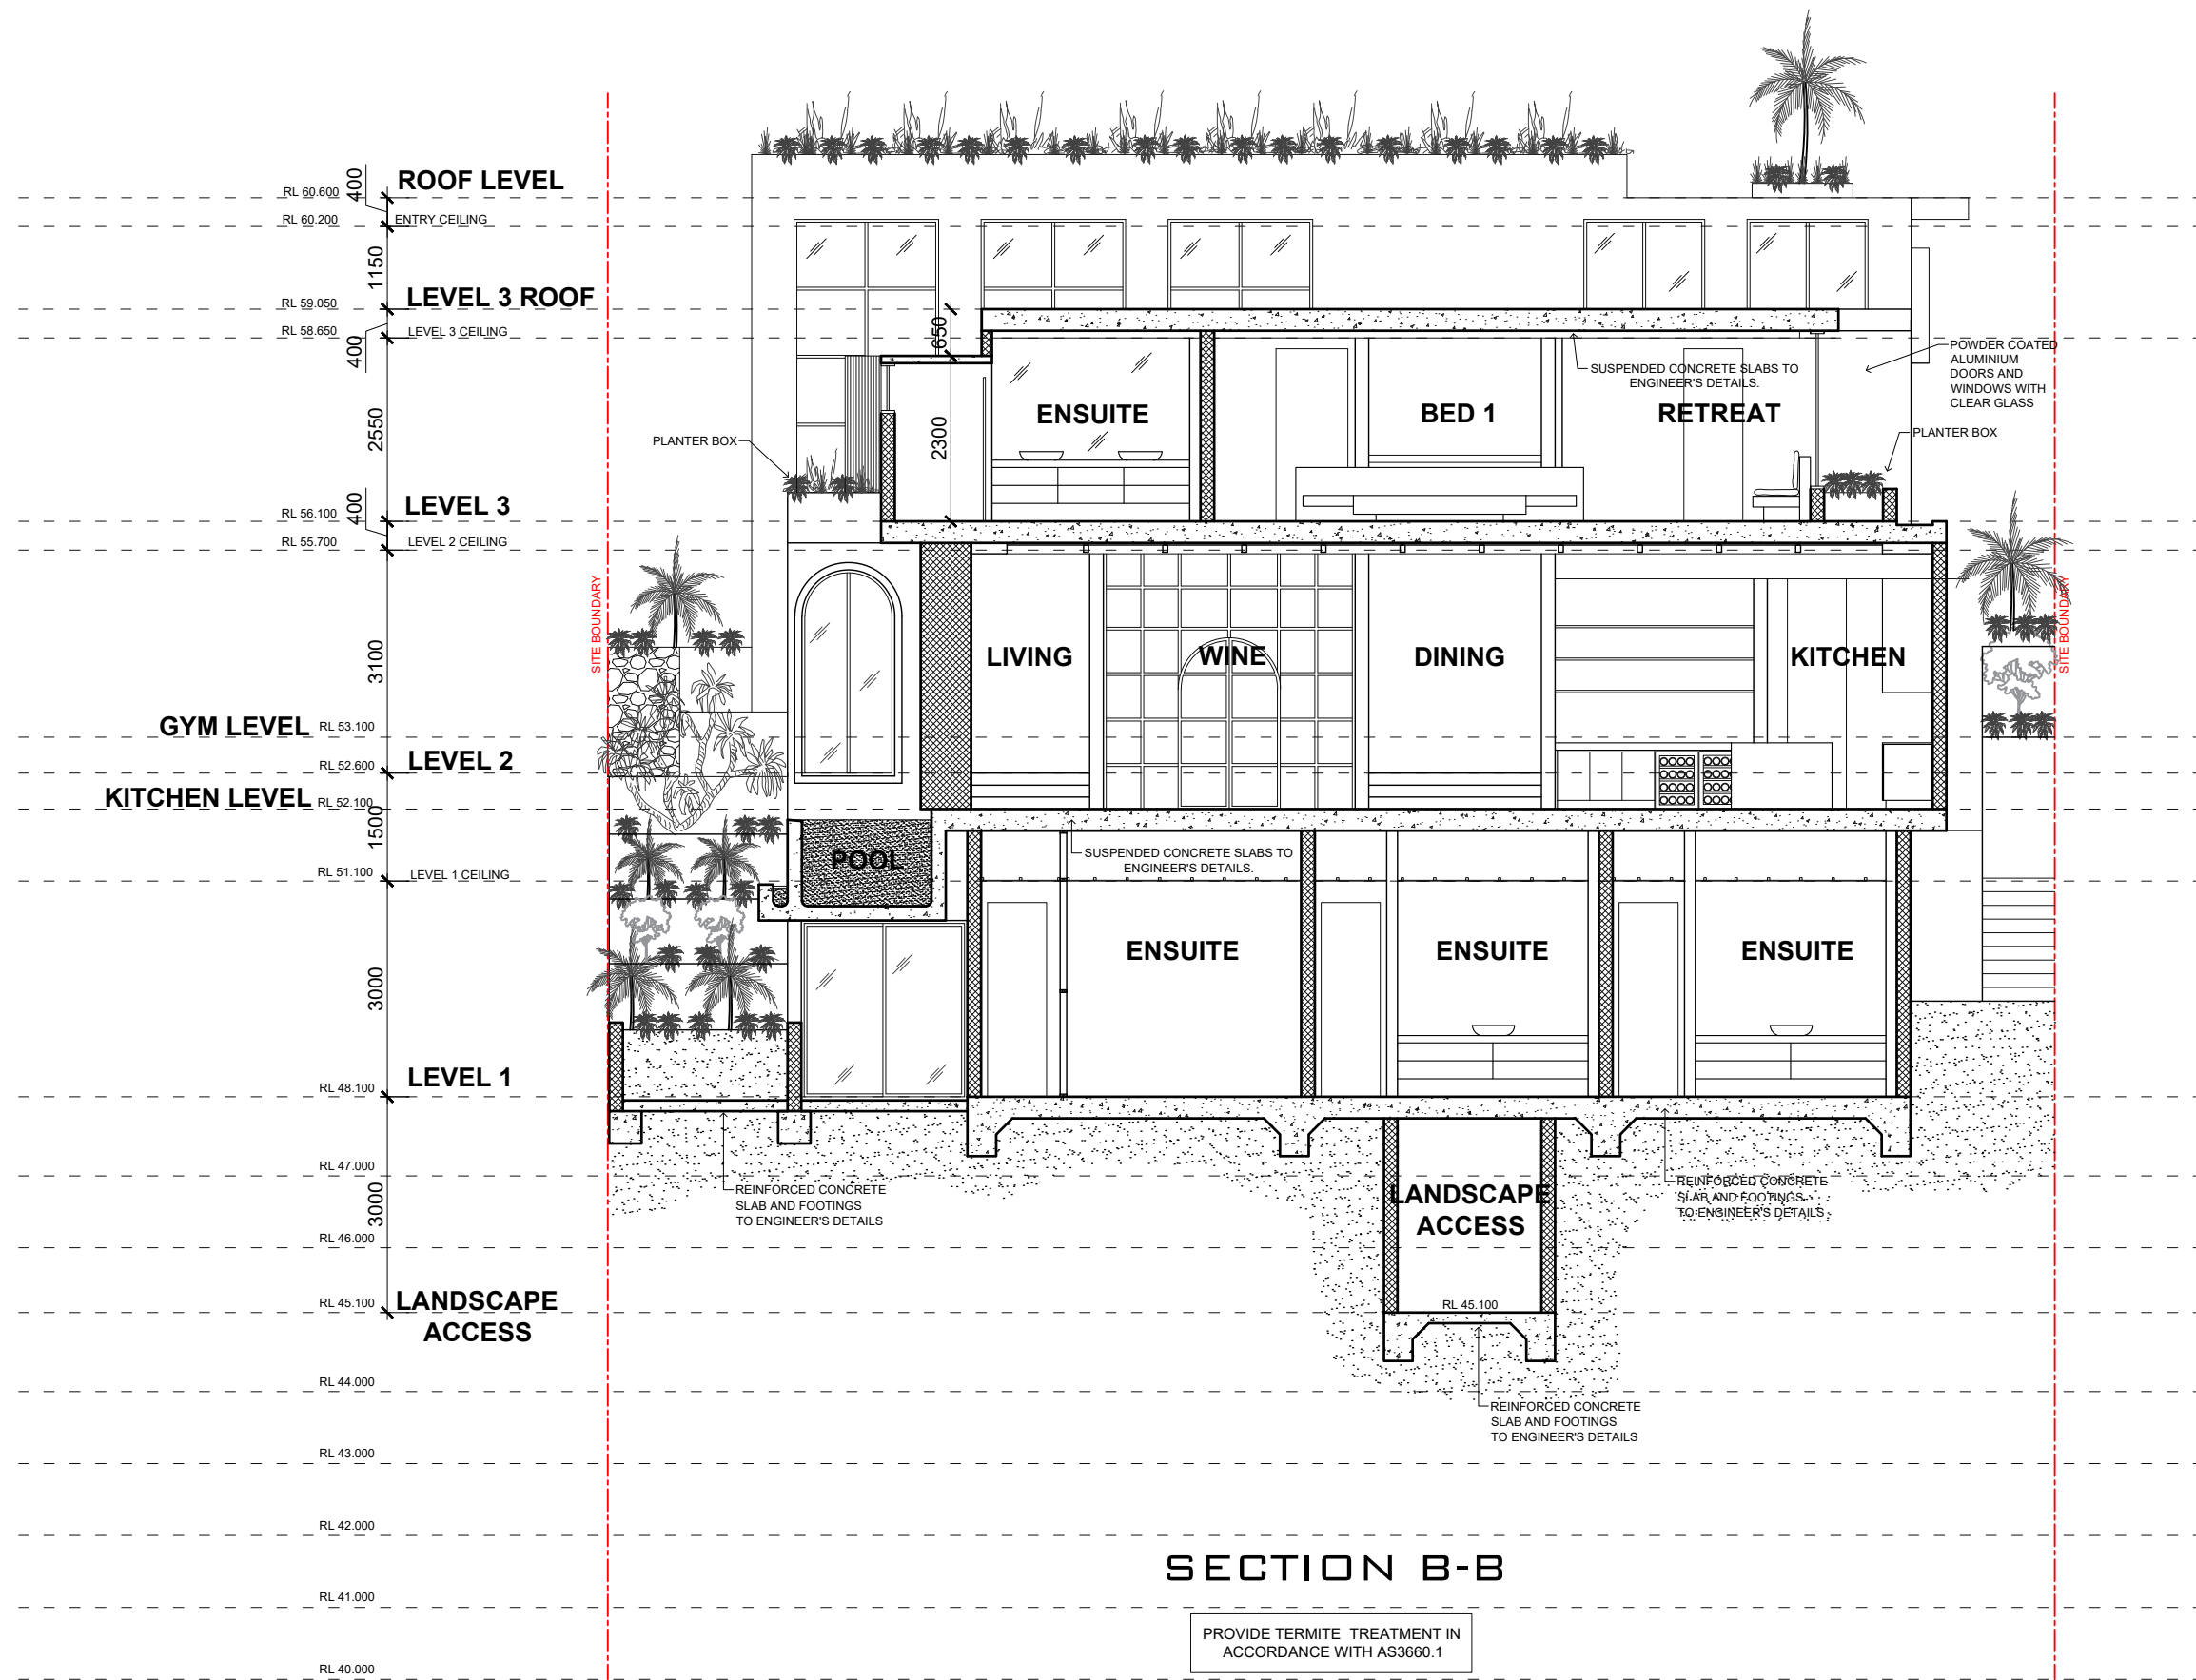 ROOF LEVEL
RL 60.600
400
RL 60.200
ENTRY CEILING
1150
LEVEL 3 ROOF
RL 59.050
RL 58.650
LEVEL 3 CEILING
400
650
POWDER COATED
ALUMINIUM
DOORS AND
WINDOWS WITH
CLEAR GLASS
SUSPENDED CONCRETE SLABS TO
ENGINEER'S DETAILS.
ENSUITE
BED 1
RETREAT
2550
2300
PLANTER BOX
PLANTER BOX
LEVEL 3
400
RL 56.100
RL 55.700
LEVEL 2 CEILING
SITE BOUNDARY
SITE BOUNDARY
3100
LIVING
WINE
DINING
KITCHEN
GYM LEVEL
RL 53.100
RL 52.600
LEVEL 2
KITCHEN LEVEL
RL 52.100
1500
POOL
SUSPENDED CONCRETE SLABS TO
ENGINEER'S DETAILS.
RL 51.100
LEVEL 1 CEILING
ENSUITE
ENSUITE
ENSUITE
3000
LEVEL 1
RL 48.100
RL 47.000
3000
REINFORCED CONCRETE
SLAB AND FOOTINGS
TO ENGINEER'S DETAILS
LANDSCAPE
ACCESS
REINFORCED CONCRETE
SLAB AND FOOTINGS
TO ENGINEER'S DETAILS
RL 46.000
RL 45.100
LANDSCAPE
ACCESS
RL 45.100
RL 44.000
REINFORCED CONCRETE
SLAB AND FOOTINGS
TO ENGINEER'S DETAILS
RL 43.000
RL 42.000
SECTION B-B
RL 41.000
PROVIDE TERMITE TREATMENT IN
ACCORDANCE WITH AS3660.1
RL 40.000